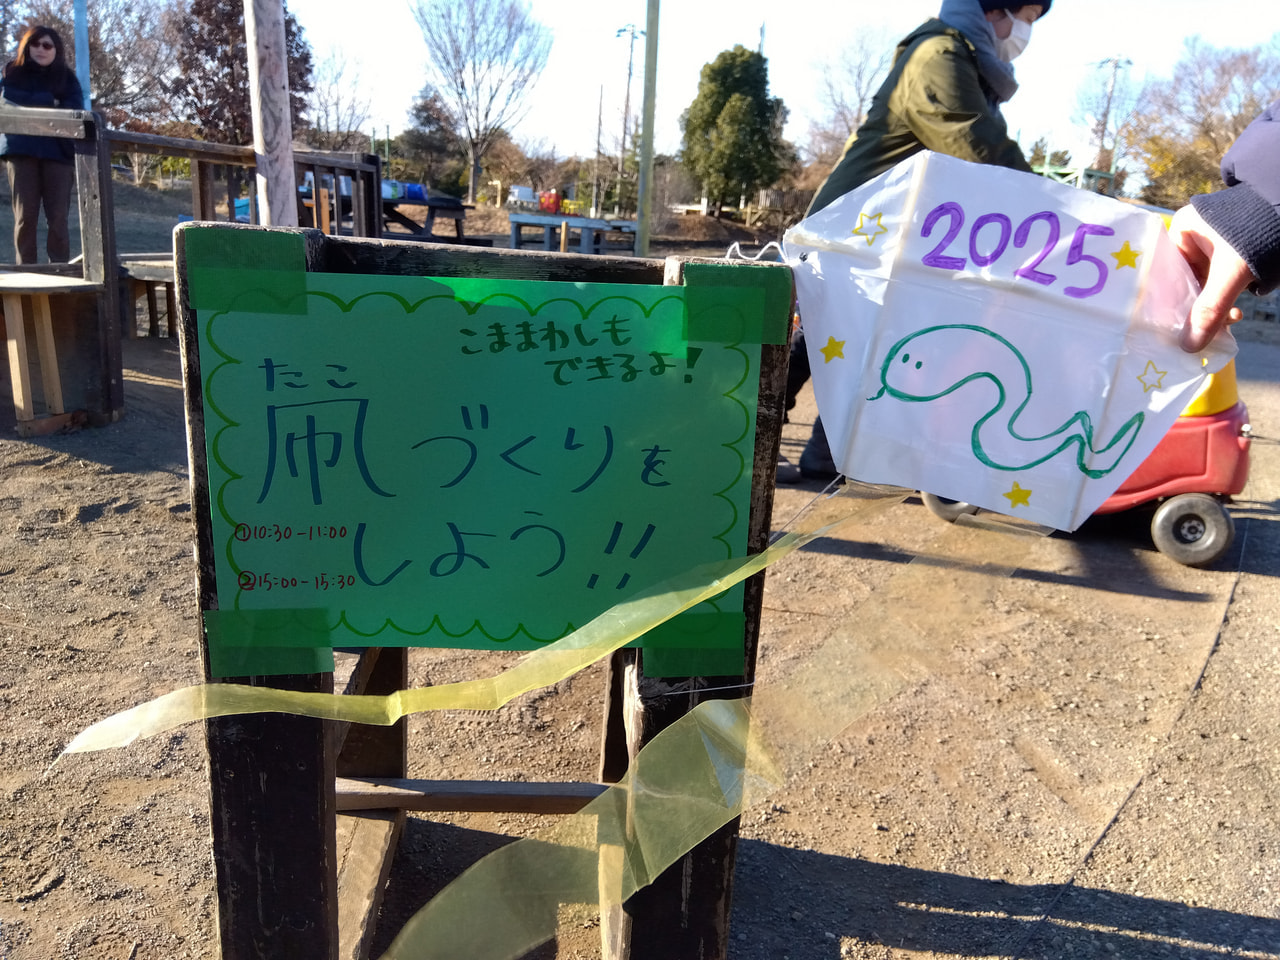 こままわしも
できるよ!
たこ
凧づくりを
しよう!!
①10:30-11:00
②15:00-15:30
2025